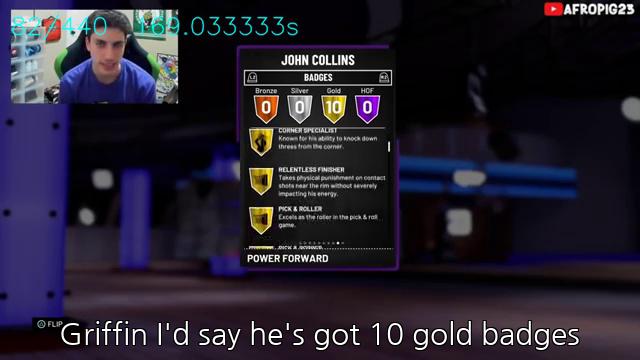 827440 169.033333s
AFROPIG23
JOHN COLLINS
BADGES
Bronze Silver Gold HOF
0 0 10 0
CORNER SPECIALIST
Known for his ability to knock down
threes from the corner.
RELENTLESS FINISHER
Takes physical punishment on contact
shots near the rim without severely
impacting his energy.
PICK & ROLLER
Excels as the roller in the pick & roll
game.
POWER FORWARD
FLIP
Griffin I'd say he's got 10 gold badges